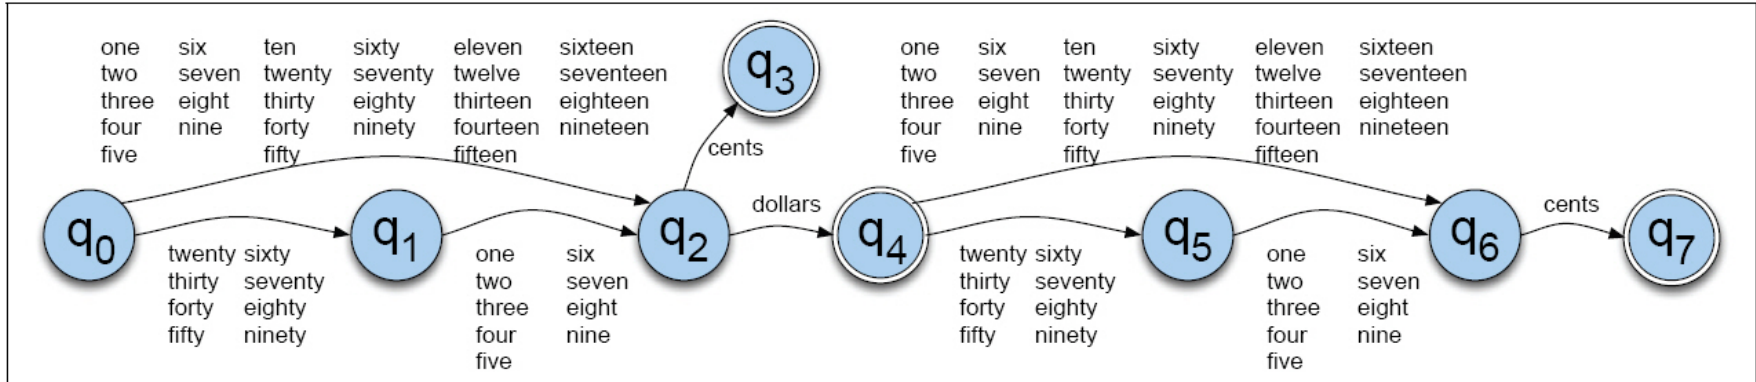 one six ten sixty eleven sixteen
two seven twenty seventy twelve seventeen
three eight thirty eighty thirteen eighteen
four nine forty ninety fourteen nineteen
five fifty fifteen
q3
cents
one six ten sixty eleven sixteen
two seven twenty seventy twelve seventeen
three eight thirty eighty thirteen eighteen
four nine forty ninety fourteen nineteen
five fifty fifteen
q0
q1
q2
dollars
q4
q5
q6
cents
q7
twenty sixty
thirty seventy
forty eighty
fifty ninety
one six
two seven
three eight
four nine
five
twenty sixty
thirty seventy
forty eighty
fifty ninety
one six
two seven
three eight
four nine
five